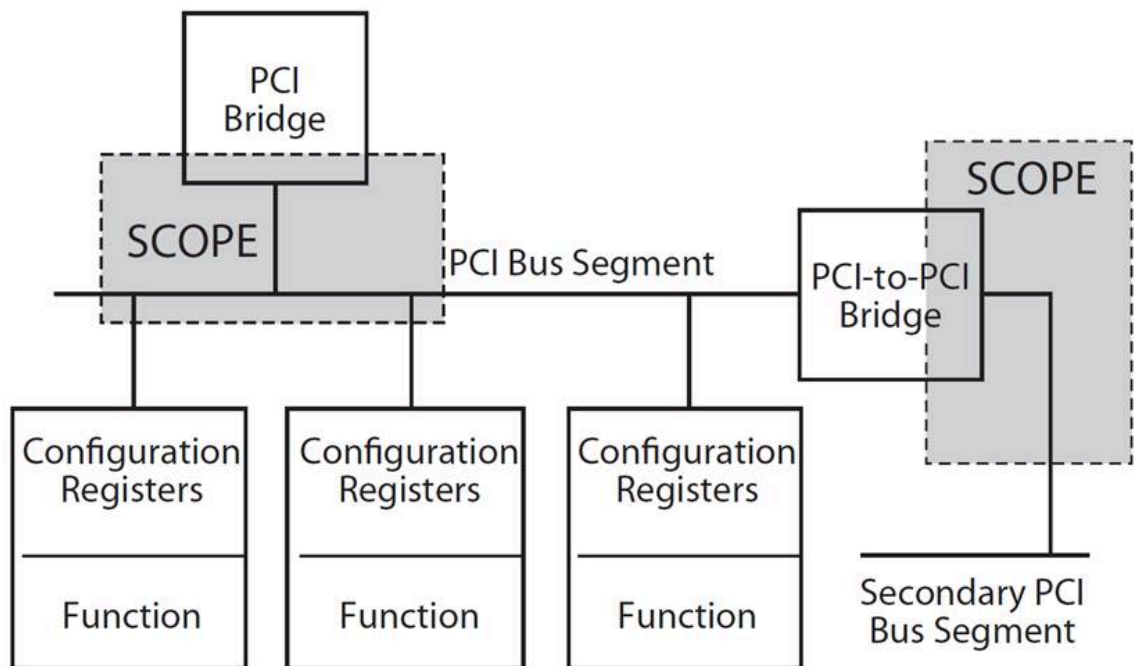 PCI
Bridge
SCOPE
SCOPE
PCI Bus Segment
PCI-to-PCI
Bridge
Configuration
Registers
Function
Configuration
Registers
Function
Configuration
Registers
Function
Secondary PCI
Bus Segment